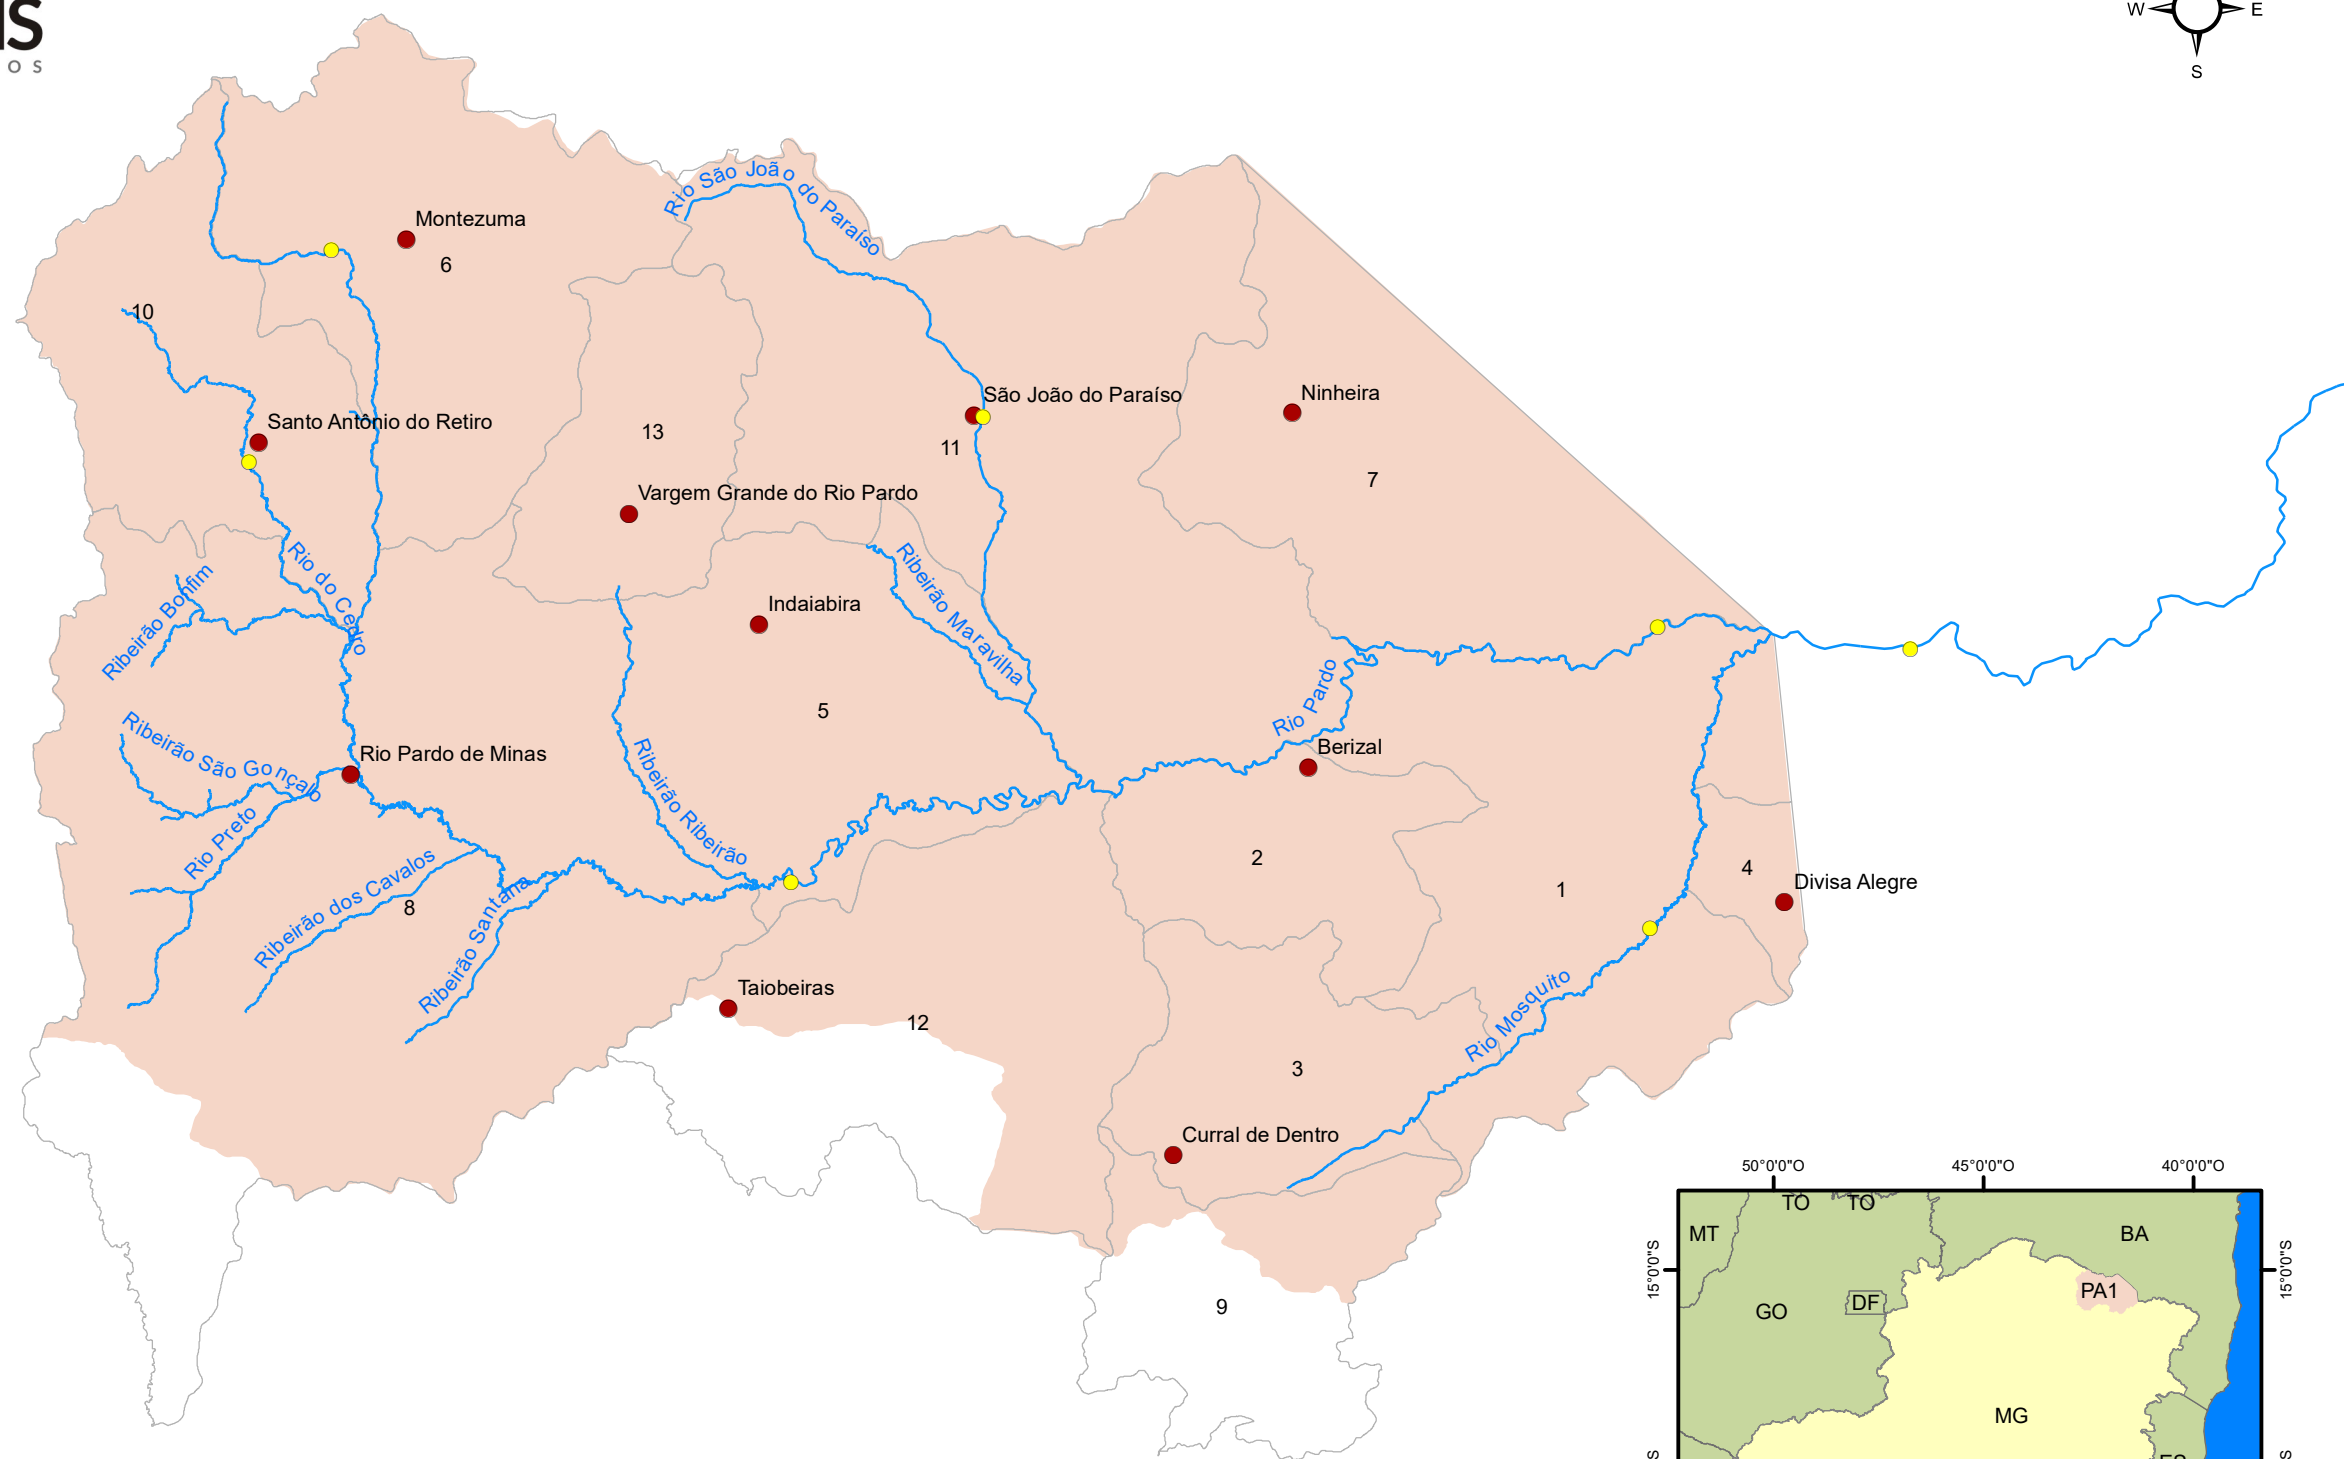 OS
W
E
S
Rio São João do Paraíso
Montezuma
6
10
São João do Paraíso
Ninheira
Santo Antônio do Retiro
13
11
7
Vargem Grande do Rio Pardo
Rio do Cedro
Ribeirão Bonfim
Ribeirão Maravilha
Indaiabira
5
Rio Pardo
Ribeirão São Gonçalo
Rio Pardo de Minas
Berizal
Ribeirão Ribeirão
Rio Preto
2
4
1
Divisa Alegre
Ribeirão dos Cavalos
8
Ribeirão Santana
Taiobeiras
12
Rio Mosquito
3
Curral de Dentro
9
50°0'0"O
45°0'0"O
40°0'0"O
TO
TO
MT
BA
15°0'0"S
15°0'0"S
DF
PA1
GO
MG
S
S